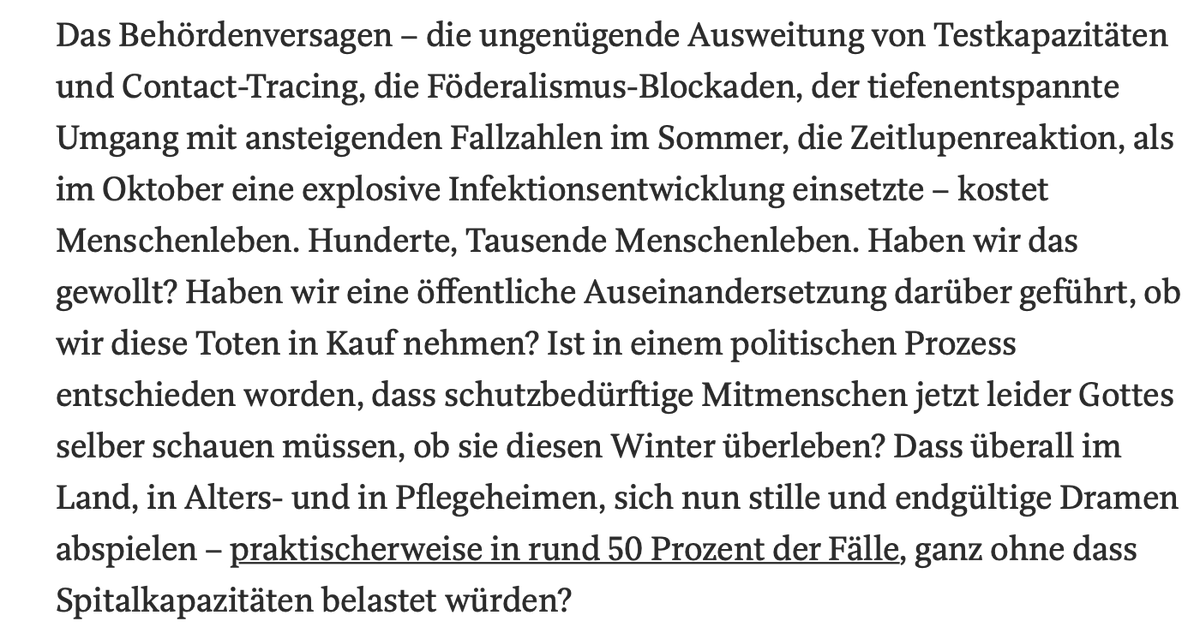 Das Behördenversagen – die ungenügende Ausweitung von Testkapazitäten
und Contact-Tracing, die Föderalismus-Blockaden, der tiefenentspannte
Umgang mit ansteigenden Fallzahlen im Sommer, die Zeitlupenreaktion, als
im Oktober eine explosive Infektionsentwicklung einsetzte – kostet
Menschenleben. Hunderte, Tausende Menschenleben. Haben wir das
gewollt? Haben wir eine öffentliche Auseinandersetzung darüber geführt, ob
wir diese Toten in Kauf nehmen? Ist in einem politischen Prozess
entschieden worden, dass schutzbedürftige Mitmenschen jetzt leider Gottes
selber schauen müssen, ob sie diesen Winter überleben? Dass überall im
Land, in Alters- und in Pflegeheimen, sich nun stille und endgültige Dramen
abspielen – praktischerweise in rund 50 Prozent der Fälle, ganz ohne dass
Spitalkapazitäten belastet würden?